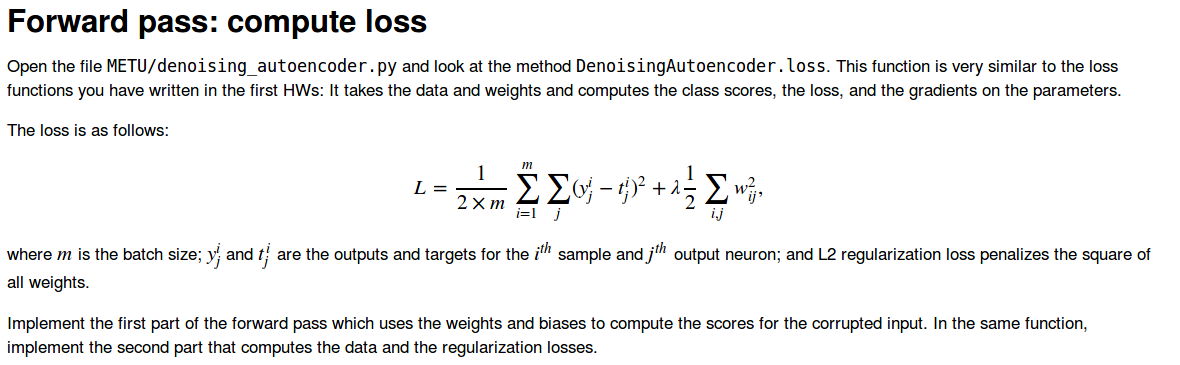 Forward pass: compute loss
Open the file METU/denoising_autoencoder.py and look at the method DenoisingAutoencoder.loss. This function is very similar to the loss
functions you have written in the first HWs: It takes the data and weights and computes the class scores, the loss, and the gradients on the parameters.
The loss is as follows:
L = \frac{1}{2 \times m} \sum_{i=1}^{m} \sum_{j} (y_j^i - t_j^i)^2 + \lambda \frac{1}{2} \sum_{i,j} w_{ij}^2,
where m is the batch size; y_j^i and t_j^i are the outputs and targets for the i^{th} sample and j^{th} output neuron; and L2 regularization loss penalizes the square of
all weights.
Implement the first part of the forward pass which uses the weights and biases to compute the scores for the corrupted input. In the same function,
implement the second part that computes the data and the regularization losses.